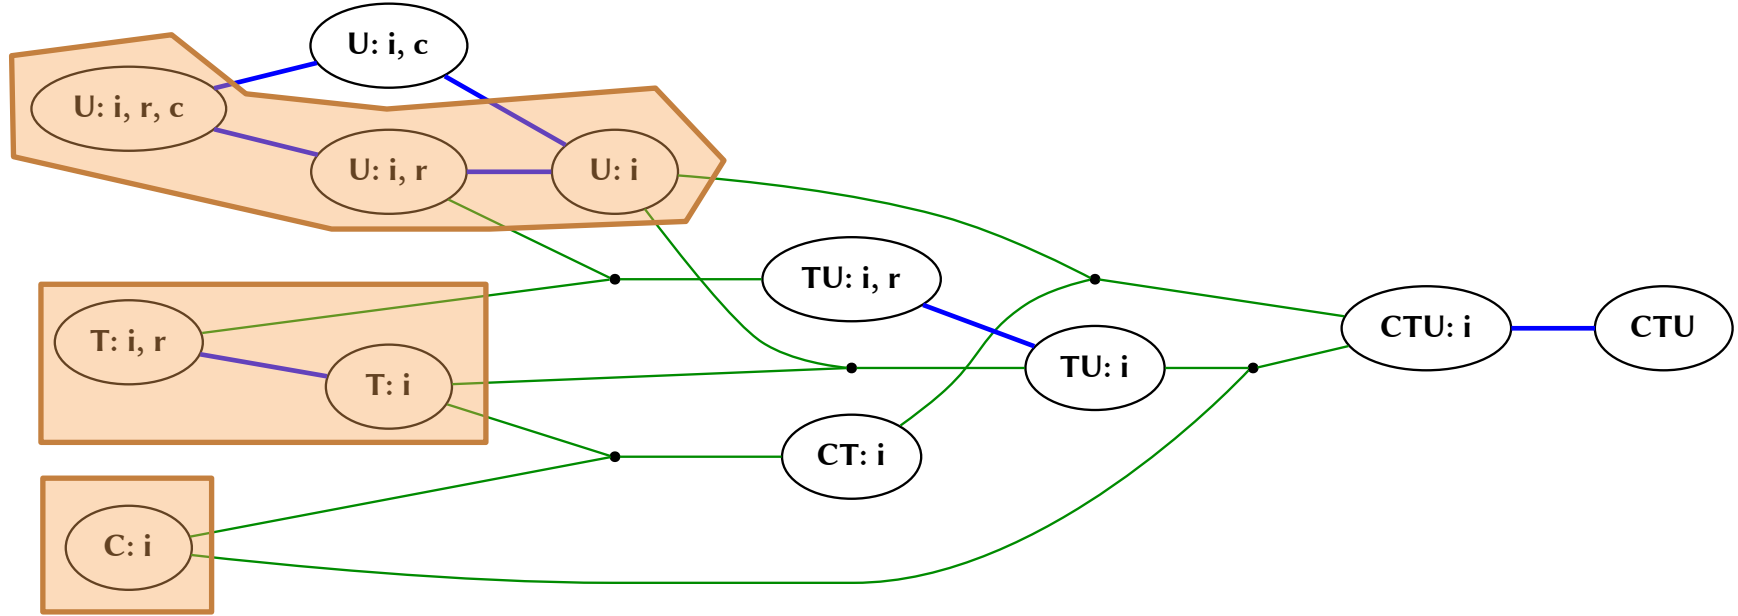 U: i, c
U: i, r, c
U: i, r
U: i
TU: i, r
T: i, r
T: i
TU: i
CTU: i
CTU
CT: i
C: i